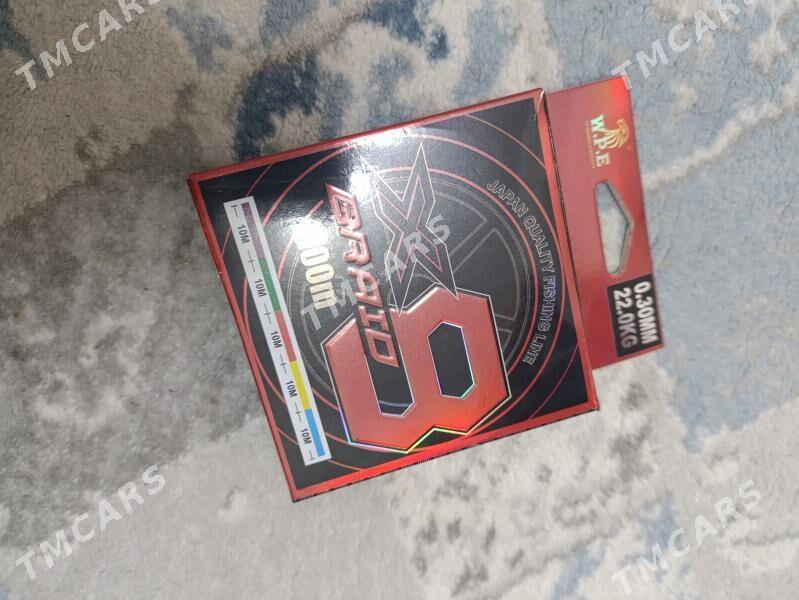 W.P.E
0.30MM
22.0KG
JAPAN QUALITY FISHING LINE
X
8
BRAID
10M
10M
10M
10M
10M
TMCARS
TMCARS
TMCARS
TMCARS
TMCARS
TMCARS